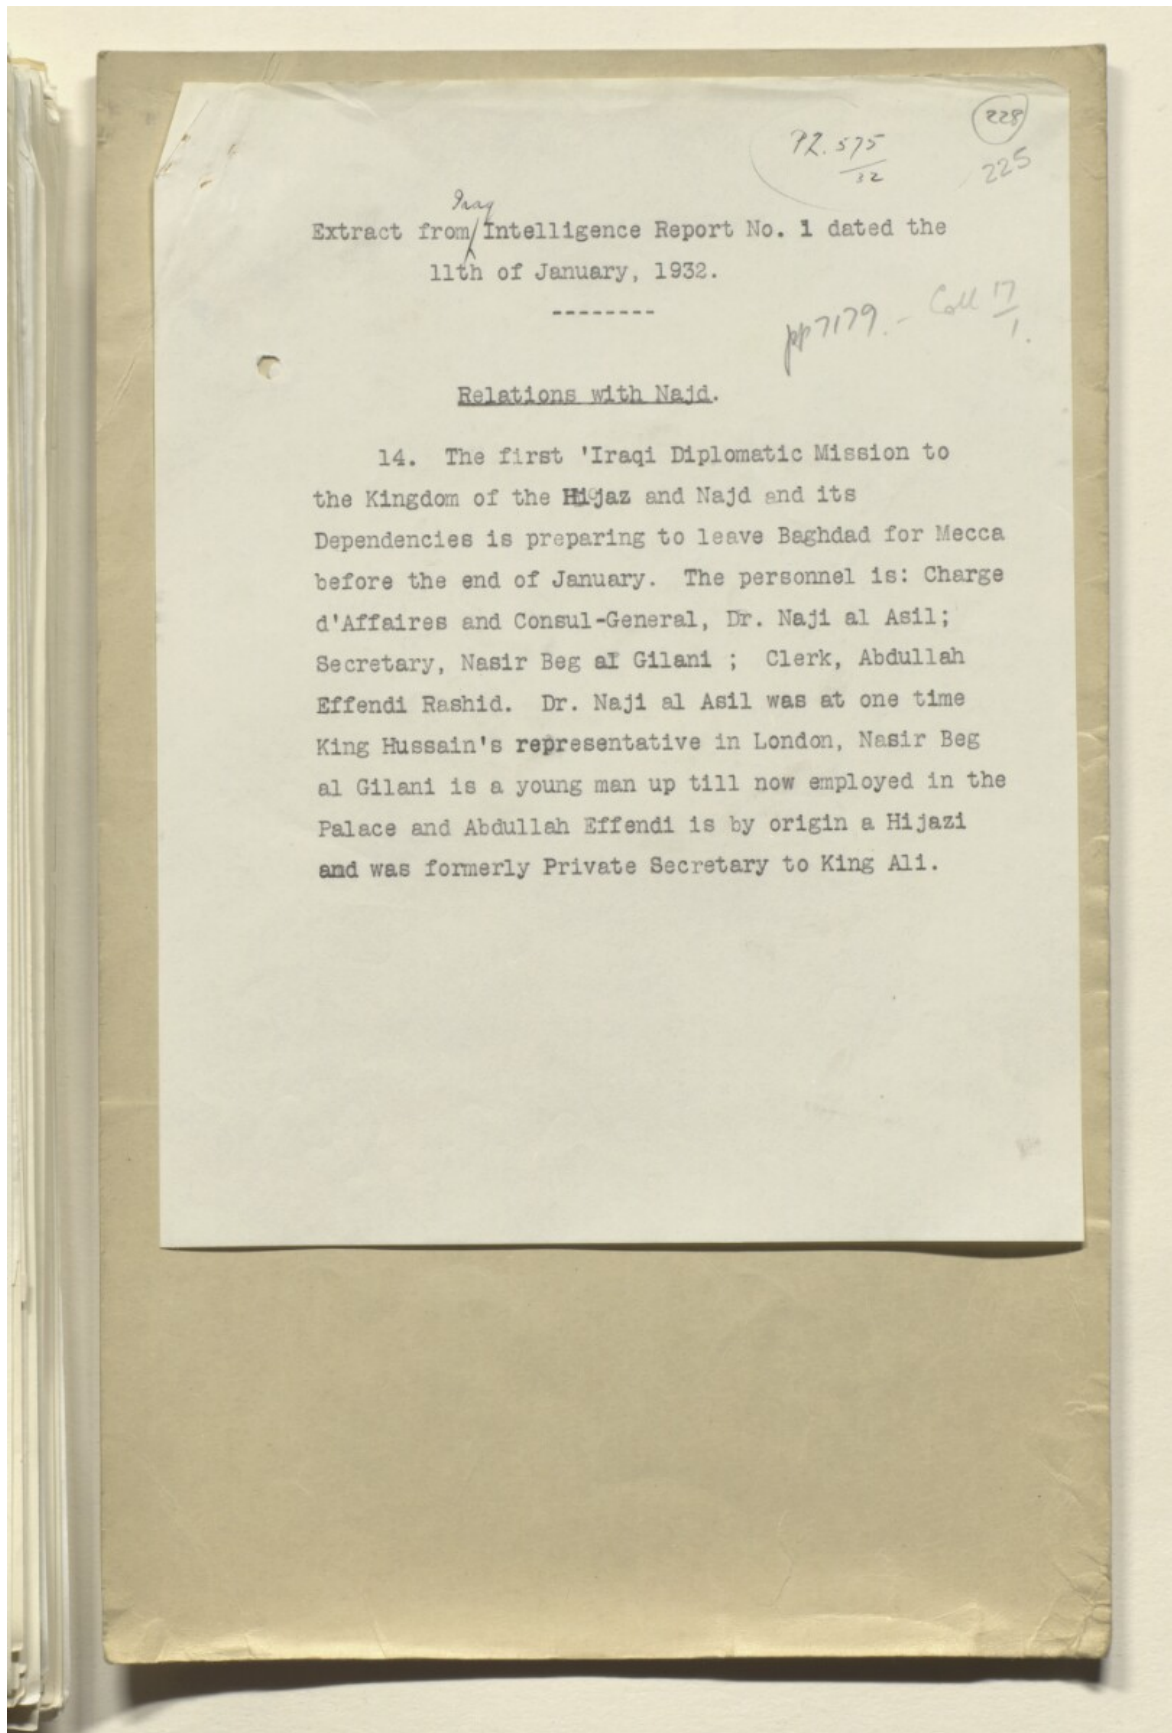 228
P2. 575
32
225
Iraq
Extract from Intelligence Report No. 1 dated the
11th of January, 1932.
--------
pp 7179. - Coll 17
1.
Relations with Najd.
14. The first 'Iraqi Diplomatic Mission to
the Kingdom of the Hijaz and Najd and its
Dependencies is preparing to leave Baghdad for Mecca
before the end of January. The personnel is: Charge
d'Affaires and Consul-General, Dr. Naji al Asil;
Secretary, Nasir Beg al Gilani ; Clerk, Abdullah
Effendi Rashid. Dr. Naji al Asil was at one time
King Hussain's representative in London, Nasir Beg
al Gilani is a young man up till now employed in the
Palace and Abdullah Effendi is by origin a Hijazi
and was formerly Private Secretary to King Ali.